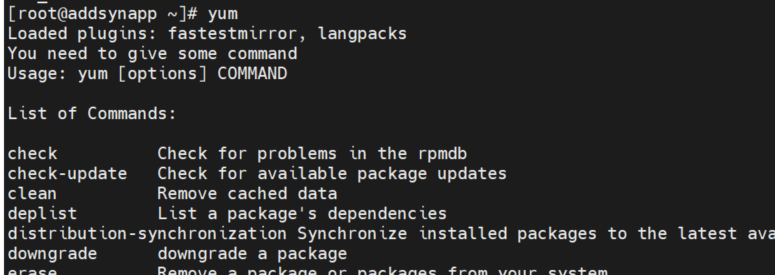 [root@addsynapp ~]# yum
Loaded plugins: fastestmirror, langpacks
You need to give some command
Usage: yum [options] COMMAND
List of Commands:
check          Check for problems in the rpmdb
check-update   Check for available package updates
clean          Remove cached data
deplist        List a package's dependencies
distribution-synchronization Synchronize installed packages to the latest ava
downgrade      downgrade a package
erase          Remove a package or packages from your system